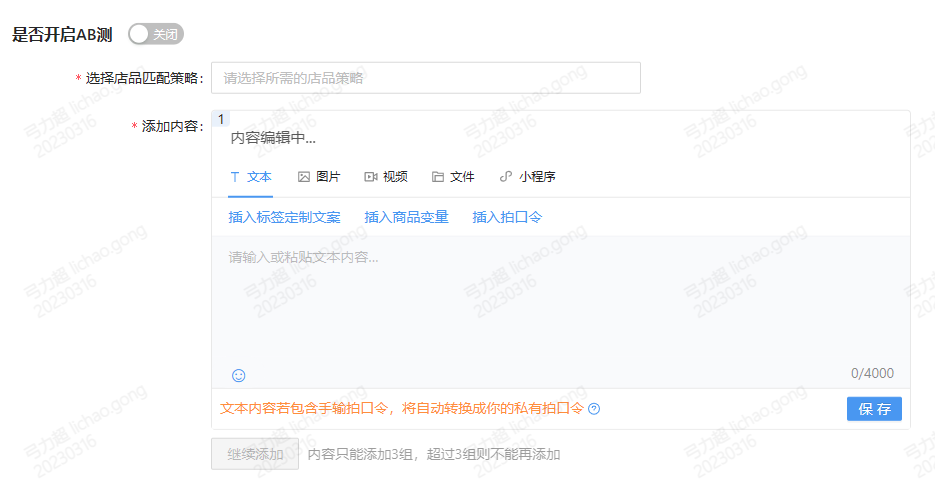 是否开启AB测 关闭
* 选择店品匹配策略: 请选择所需的店品策略
* 添加内容: 1
内容编辑中...
文本 图片 视频 文件 小程序
插入标签定制文案 插入商品变量 插入拍口令
请输入或粘贴文本内容...
0/4000
文本内容若包含手输拍口令，将自动转换成你的私有拍口令 保 存
继续添加 内容只能添加3组，超过3组则不能再添加
弓力超 lichao.gong
20230316